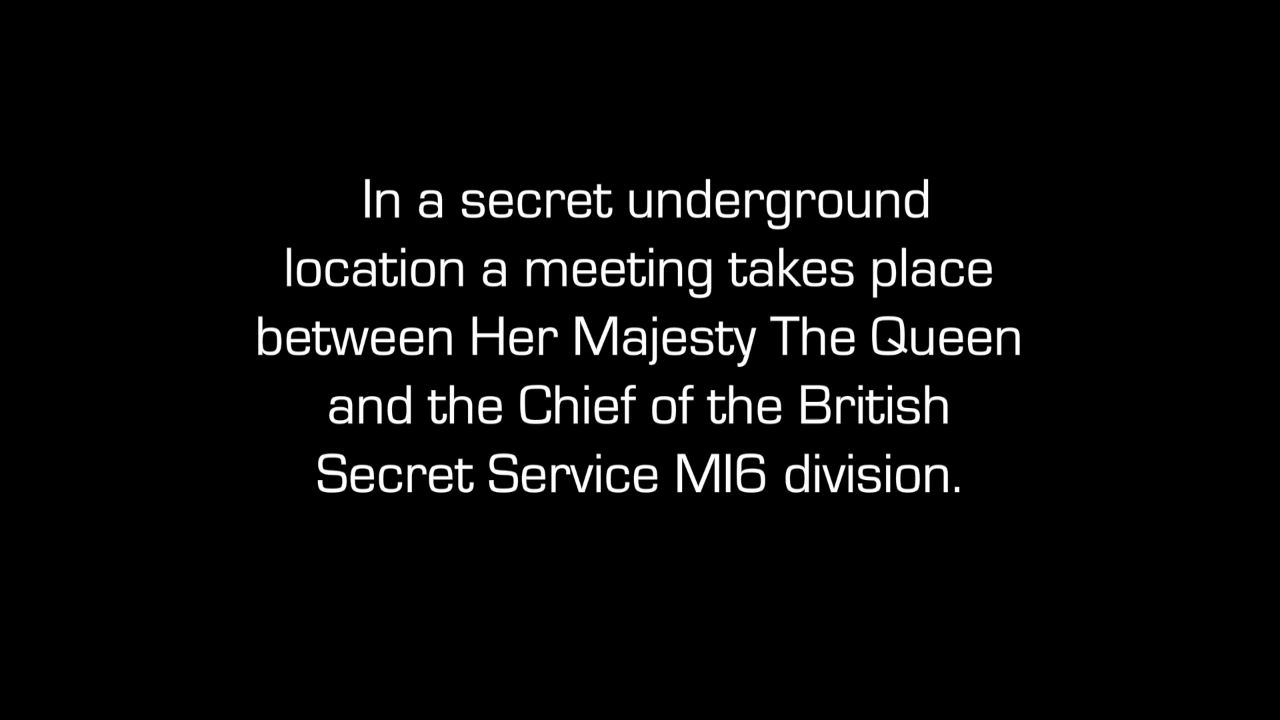 In a secret underground
location a meeting takes place
between Her Majesty The Queen
and the Chief of the British
Secret Service MI6 division.